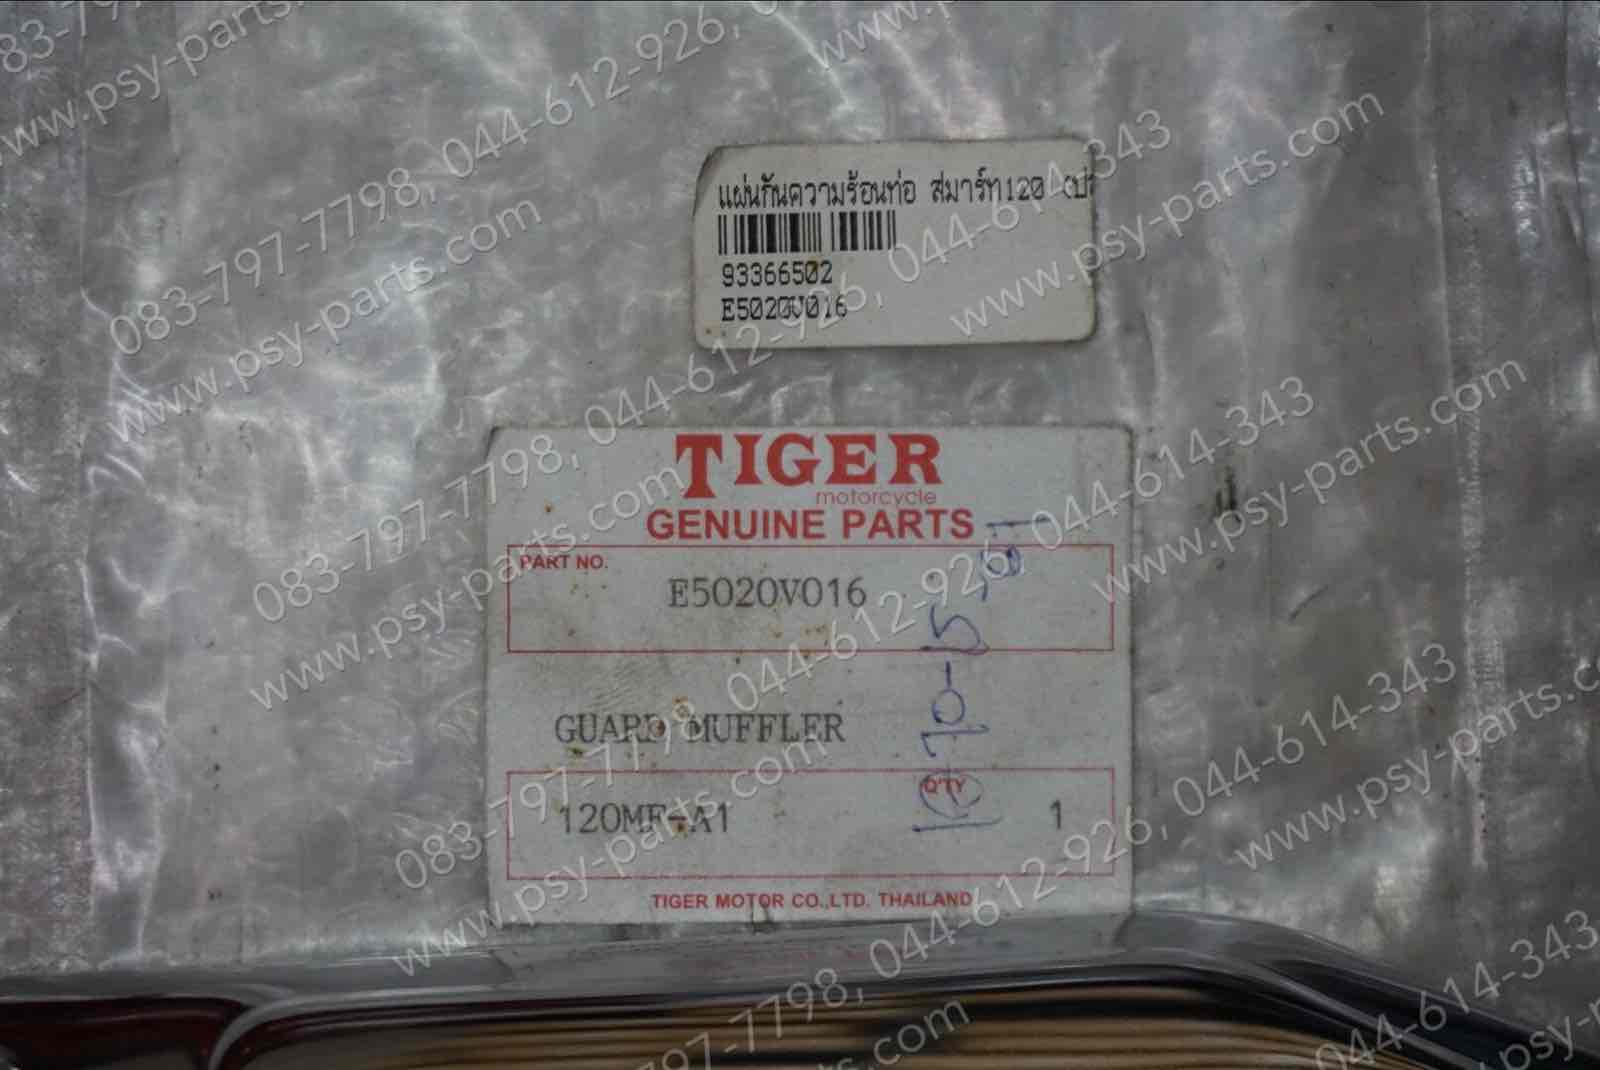 แผ่นกันความร้อนท่อ สมาร์ท120
93366502
E5020V016
TIGER
motorcycle
GENUINE PARTS
PART NO.
E5020V016
GUARD MUFFLER
Q'TY
120MF-A1 1
TIGER MOTOR CO.,LTD. THAILAND
083-797-7798, 044-612-926, 044-614-343
www.psy-parts.com